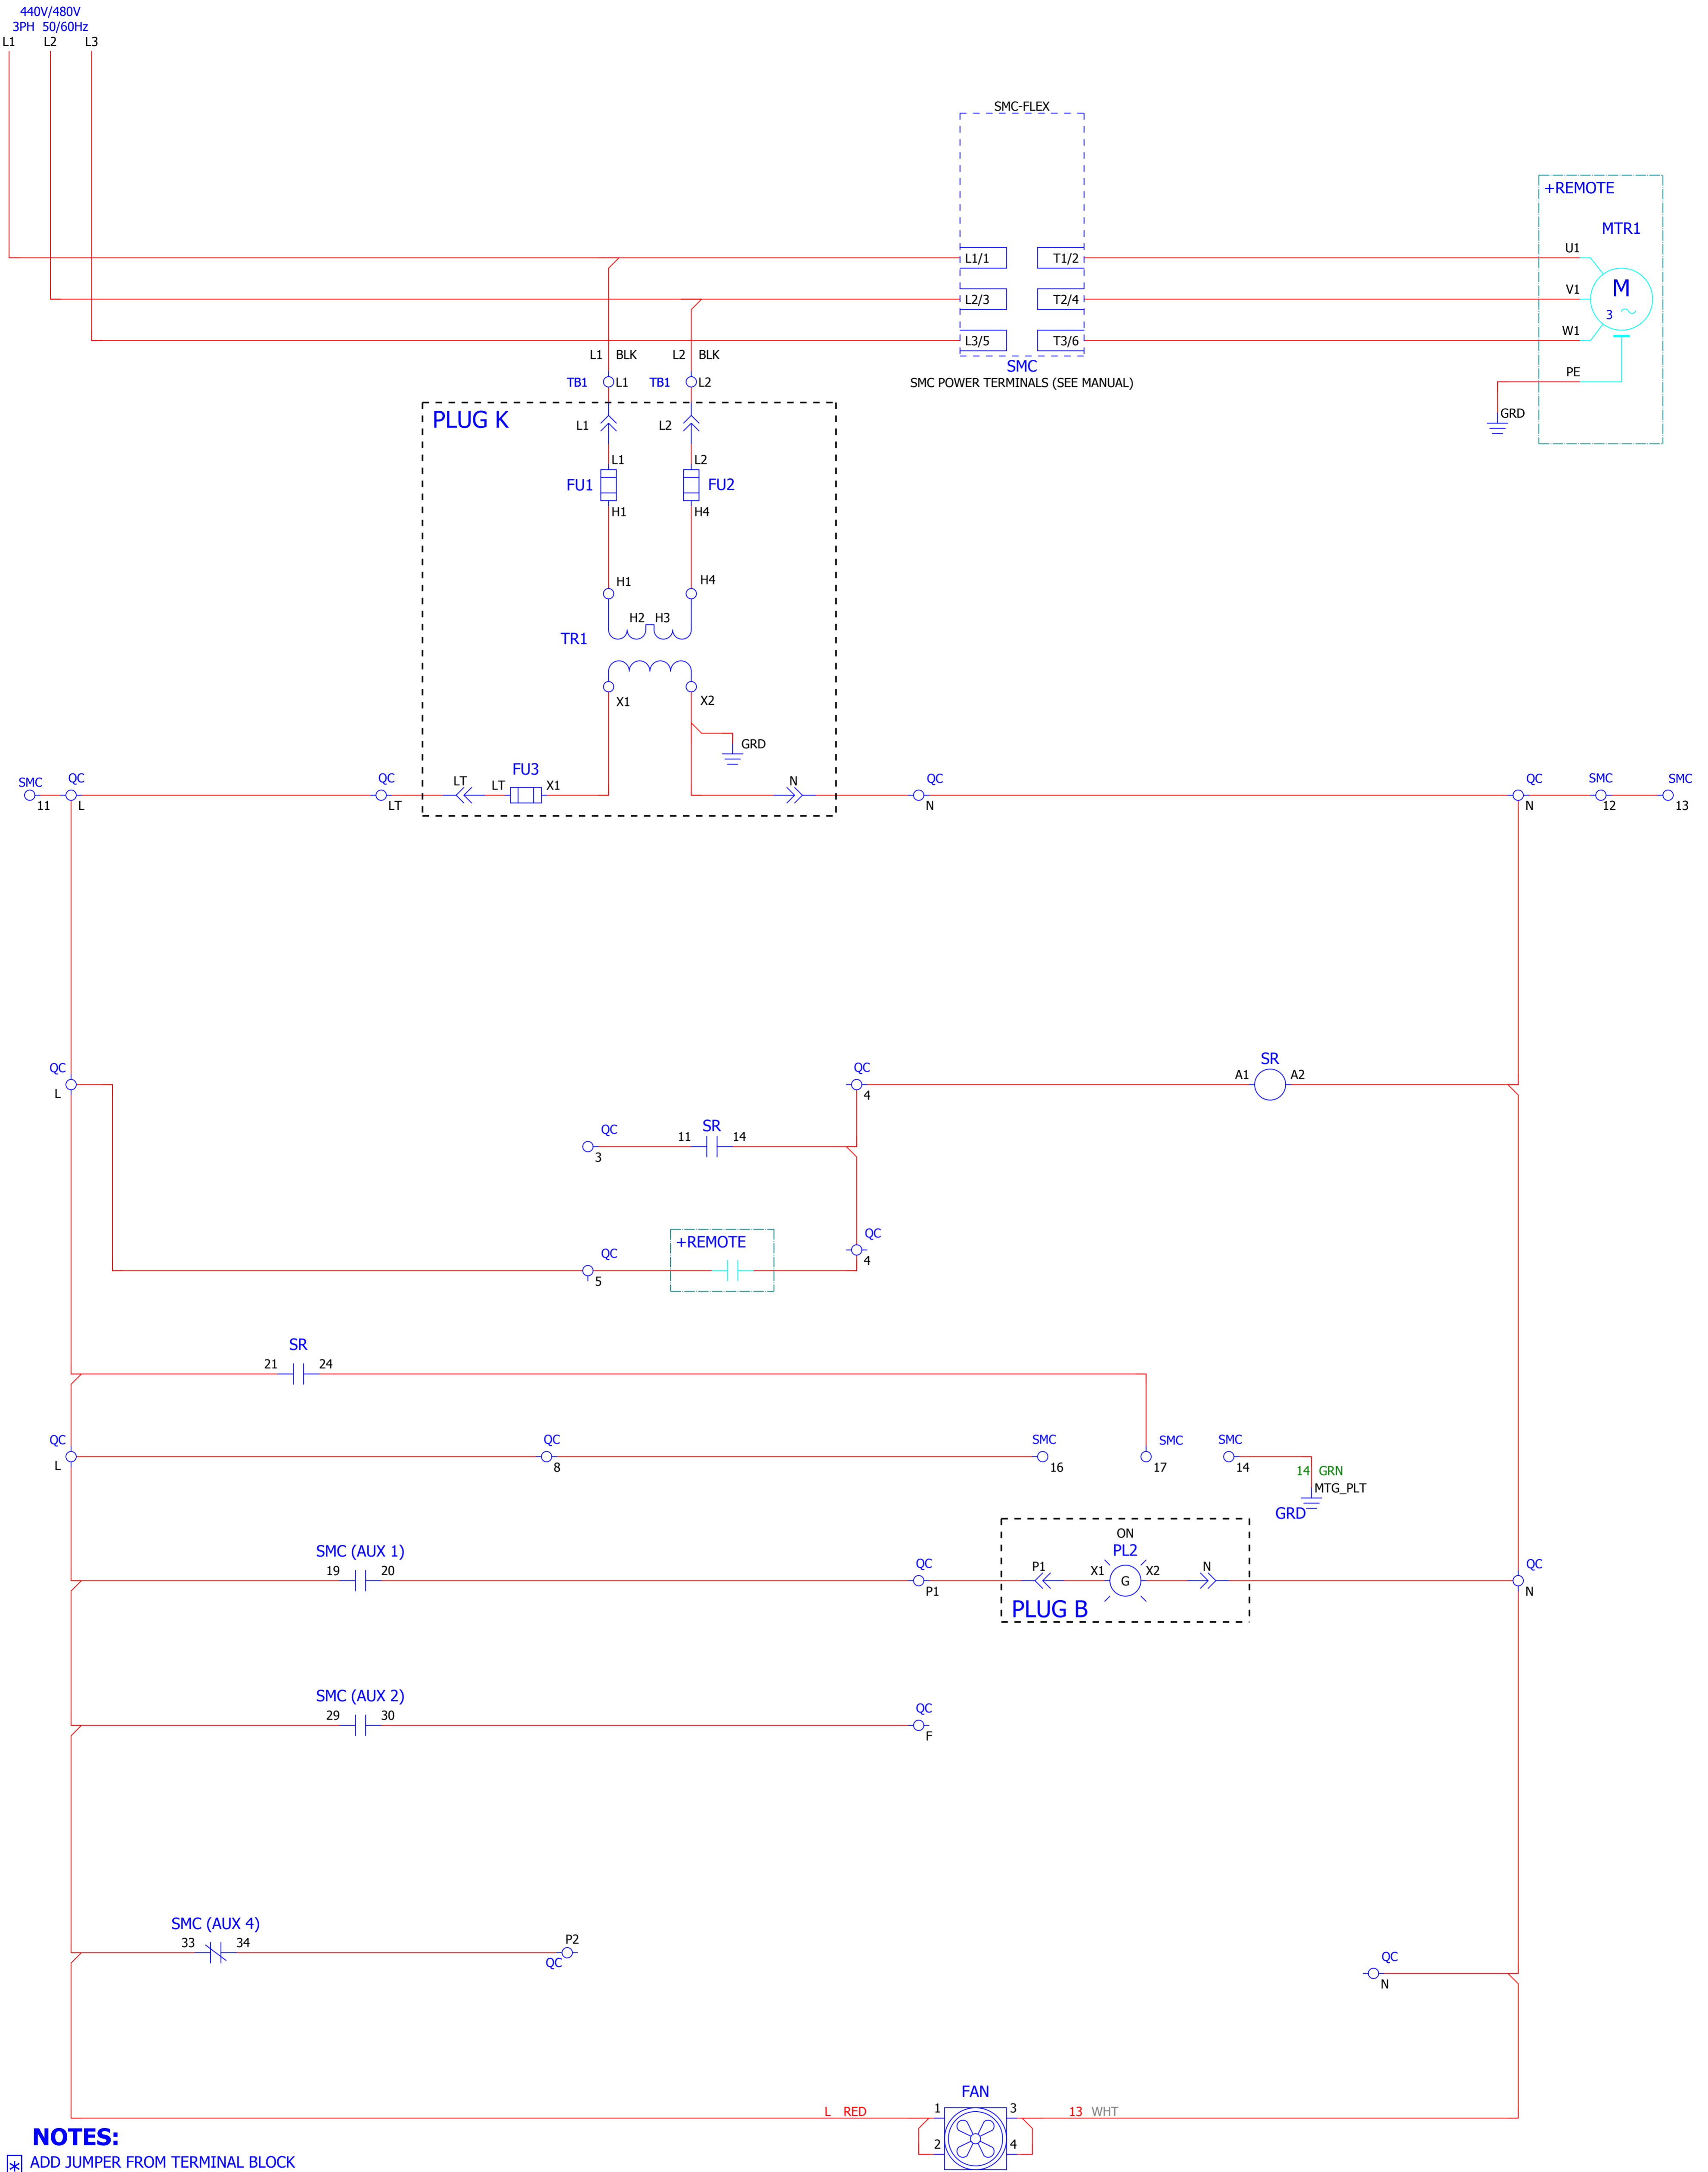 440V/480V
3PH 50/60Hz
L1 L2 L3
SMC-FLEX
+REMOTE
MTR1
U1
L1/1 T1/2
V1
M
3
L2/3 T2/4
W1
L3/5 T3/6
L1 BLK L2 BLK
SMC
PE
TB1 L1 TB1 L2
SMC POWER TERMINALS (SEE MANUAL)
GRD
PLUG K
L1 L2
L1 L2
FU1 FU2
H1 H4
H1 H4
H2 H3
TR1
X1 X2
GRD
SMC QC QC LT LT FU3 X1 N QC QC SMC SMC
11 L LT N N 12 13
QC QC A1 SR A2
L 4
QC 11 SR 14
3
+REMOTE
QC QC
5 4
SR
21 24
QC QC SMC SMC SMC
L 8 16 17 14
14 GRN
MTG_PLT
GRD
ON
SMC (AUX 1) PL2
19 20 QC P1 X1 G X2 N QC
P1 N
PLUG B
SMC (AUX 2)
29 30 QC
F
SMC (AUX 4)
33 34 P2
QC QC
N
FAN
L RED 1 3 13 WHT
2 4
NOTES:
* ADD JUMPER FROM TERMINAL BLOCK